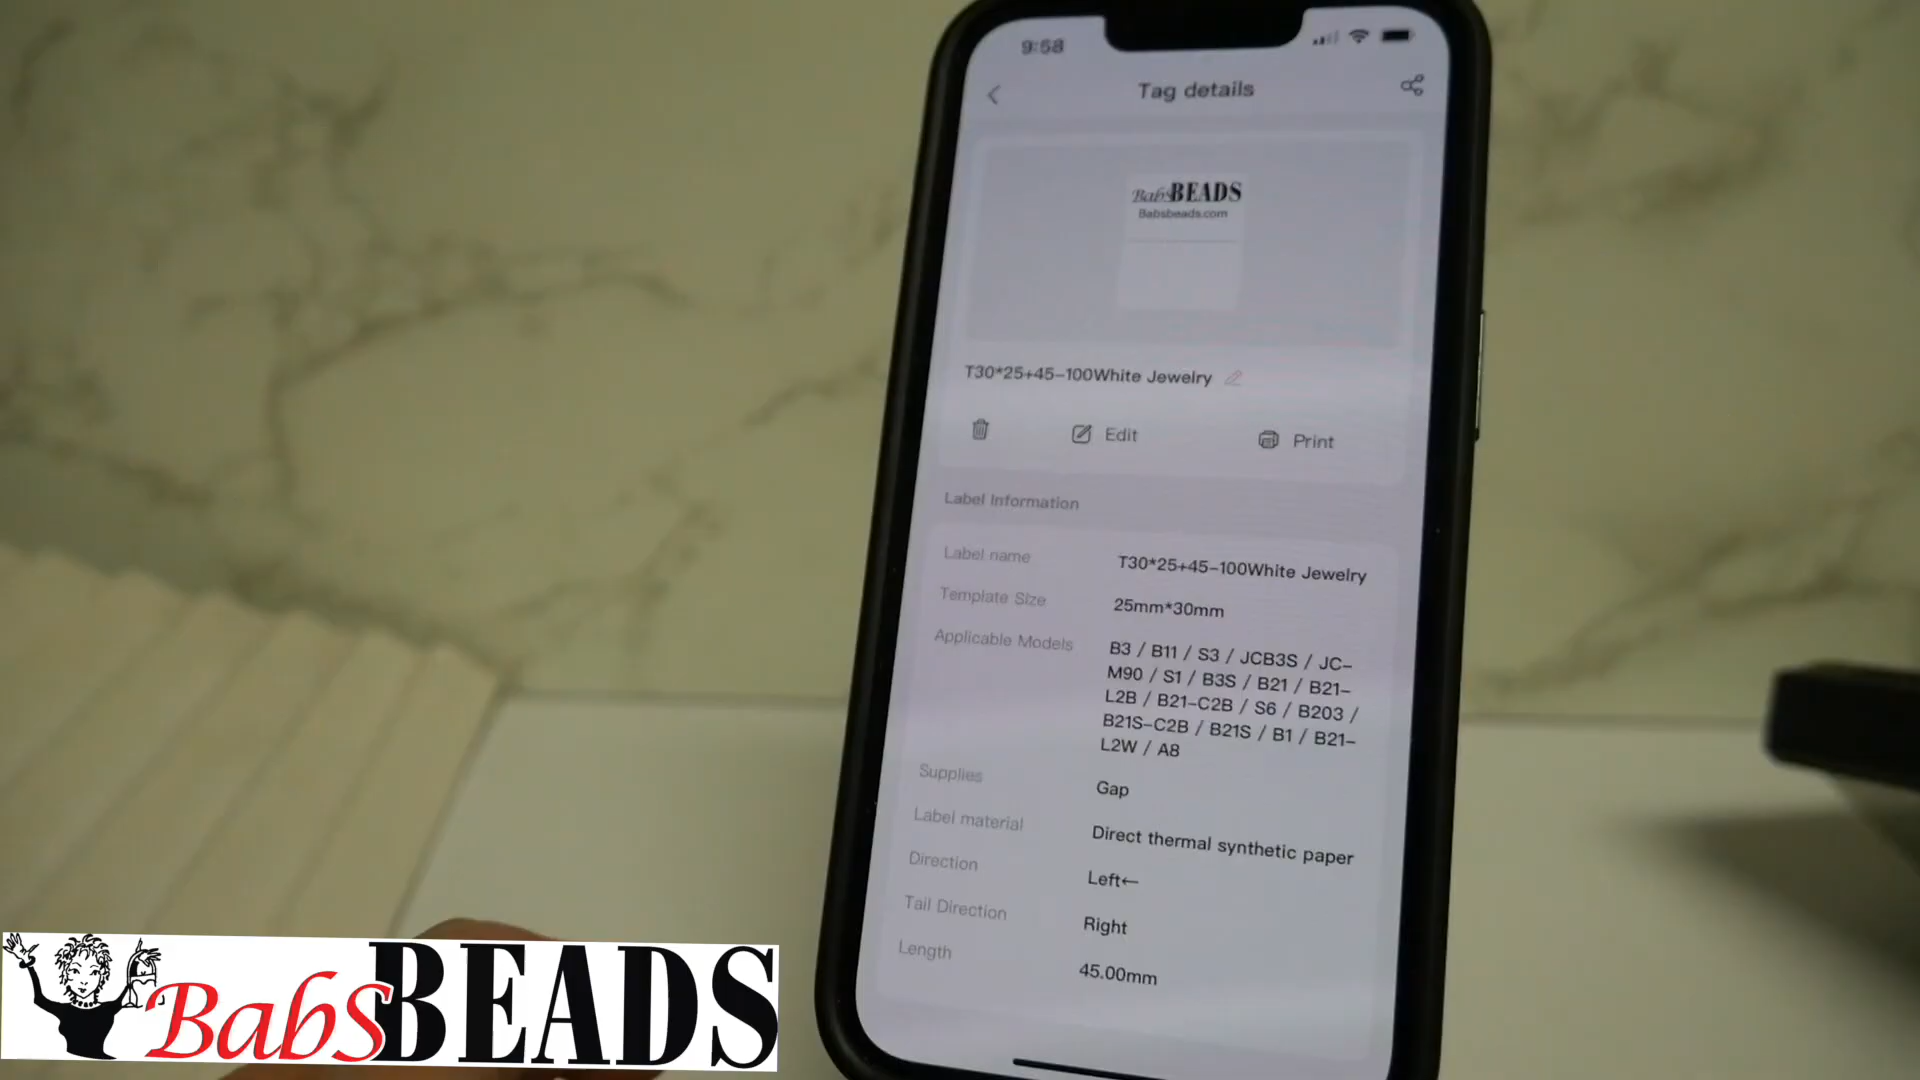 9:58
Tag details
BabsBEADS
Babsbeads.com
T30*25+45-100White Jewelry
Edit
Print
Label Information
Label name
T30*25+45-100White Jewelry
Template Size
25mm*30mm
Applicable Models
B3 / B11 / S3 / JCB3S / JC-
M90 / S1 / B3S / B21 / B21-
L2B / B21-C2B / S6 / B203 /
B21S-C2B / B21S / B1 / B21-
L2W / A8
Supplies
Gap
Label material
Direct thermal synthetic paper
Direction
Left←
Tail Direction
Right
Length
45.00mm
BabsBEADS